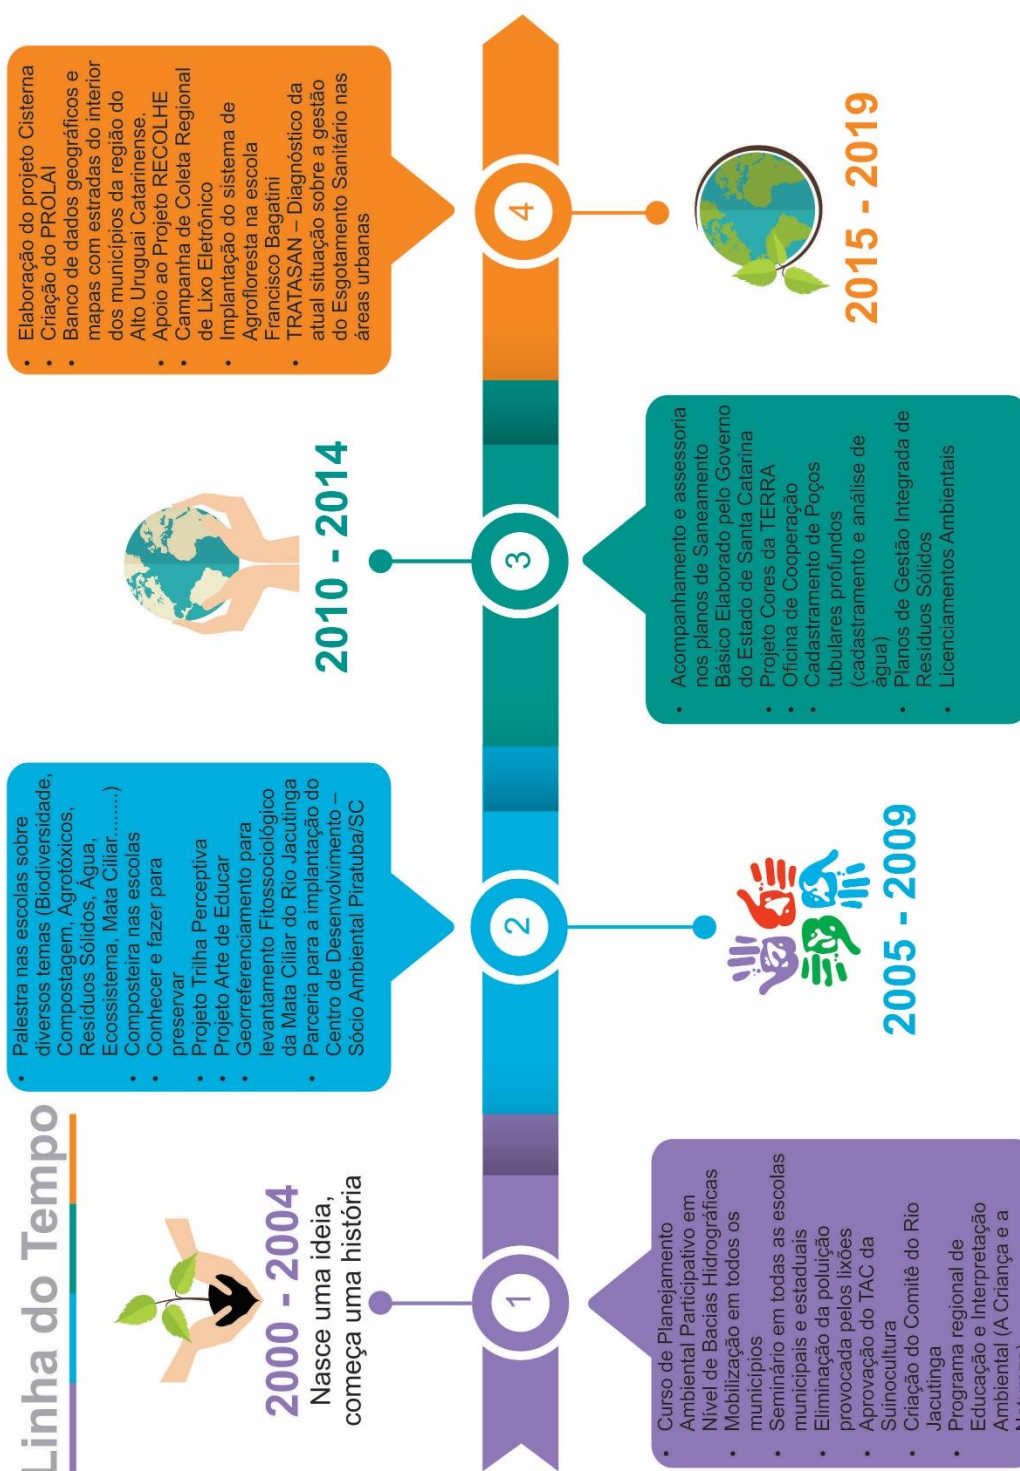 Linha do Tempo
2000 - 2004
Nasce uma ideia,
começa uma história
1
• Curso de Planejamento
Ambiental Participativo em
Nível de Bacias Hidrográficas
• Mobilização em todos os
municípios
• Seminário em todas as escolas
municipais e estaduais
• Eliminação da poluição
provocada pelos lixões
• Aprovação do TAC da
Suinocultura
• Criação do Comitê do Rio
Jacutinga
• Programa regional de
Educação e Interpretação
Ambiental (A Criança e a
• Palestra nas escolas sobre
diversos temas (Biodiversidade,
Compostagem, Agrotóxicos,
Resíduos Sólidos, Água,
Ecossistema, Mata Ciliar........)
• Composteira nas escolas
• Conhecer e fazer para
preservar
• Projeto Trilha Perceptiva
• Projeto Arte de Educar
• Georreferenciamento para
levantamento Fitossociológico
da Mata Ciliar do Rio Jacutinga
• Parceria para a implantação do
Centro de Desenvolvimento –
Sócio Ambiental Piratuba/SC
2
2005 - 2009
2010 - 2014
3
• Acompanhamento e assessoria
nos planos de Saneamento
Básico Elaborado pelo Governo
do Estado de Santa Catarina
• Projeto Cores da TERRA
• Oficina de Cooperação
• Cadastramento de Poços
tubulares profundos
(cadastramento e análise de
água)
• Planos de Gestão Integrada de
Resíduos Sólidos
• Licenciamentos Ambientais
• Elaboração do projeto Cisterna
• Criação do PROLAI
• Banco de dados geográficos e
mapas com estradas do interior
dos municípios da região do
Alto Uruguai Catarinense.
• Apoio ao Projeto RECOLHE
• Campanha de Coleta Regional
de Lixo Eletrônico
• Implantação do sistema de
Agrofloresta na escola
Francisco Bagatini
• TRATASAN – Diagnóstico da
atual situação sobre a gestão
do Esgotamento Sanitário nas
áreas urbanas
4
2015 - 2019